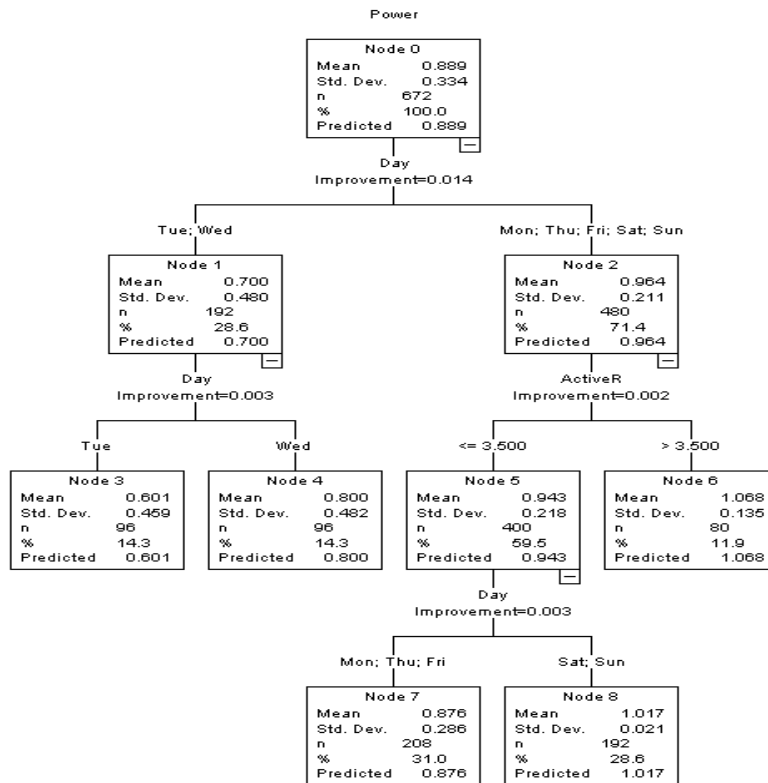 Power
Node 0
Mean 0.889
Std. Dev. 0.334
n 672
% 100.0
Predicted 0.889
Day
Improvement=0.014
Tue; Wed
Mon; Thu; Fri; Sat; Sun
Node 1
Mean 0.700
Std. Dev. 0.480
n 192
% 28.6
Predicted 0.700
Node 2
Mean 0.964
Std. Dev. 0.211
n 480
% 71.4
Predicted 0.964
Day
Improvement=0.003
ActiveR
Improvement=0.002
Tue
Wed
<= 3.500
> 3.500
Node 3
Mean 0.601
Std. Dev. 0.459
n 96
% 14.3
Predicted 0.601
Node 4
Mean 0.800
Std. Dev. 0.482
n 96
% 14.3
Predicted 0.800
Node 5
Mean 0.943
Std. Dev. 0.218
n 400
% 59.5
Predicted 0.943
Node 6
Mean 1.068
Std. Dev. 0.135
n 80
% 11.9
Predicted 1.068
Day
Improvement=0.003
Mon; Thu; Fri
Sat; Sun
Node 7
Mean 0.876
Std. Dev. 0.286
n 208
% 31.0
Predicted 0.876
Node 8
Mean 1.017
Std. Dev. 0.021
n 192
% 28.6
Predicted 1.017